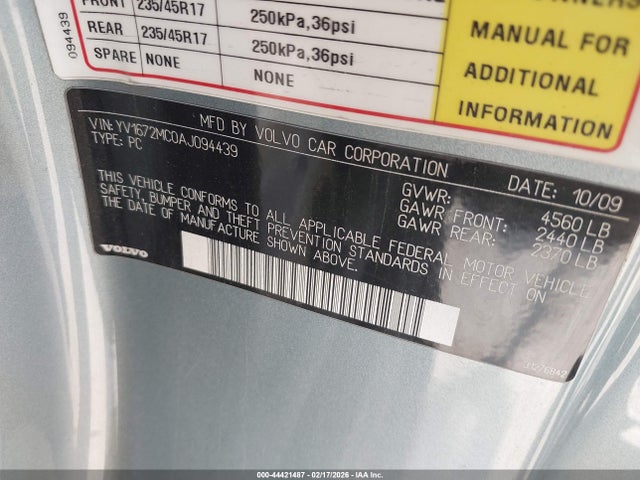 094439
FRONT 235/45R17 250kPa,36psi
REAR 235/45R17 250kPa,36psi
SPARE NONE NONE
MANUAL FOR
ADDITIONAL
INFORMATION
MFD BY VOLVO CAR CORPORATION DATE: 10/09
VIN:YV1672MC0AJ094439
TYPE: PC
GVWR: 4560 LB
GAWR FRONT: 2440 LB
GAWR REAR: 2370 LB
THIS VEHICLE CONFORMS TO ALL APPLICABLE FEDERAL MOTOR VEHICLE
SAFETY, BUMPER AND THEFT PREVENTION STANDARDS IN EFFECT ON
THE DATE OF MANUFACTURE SHOWN ABOVE.
VOLVO
31276842
000-44421487 - 02/17/2026 - COPYRIGHT IAA, LLC